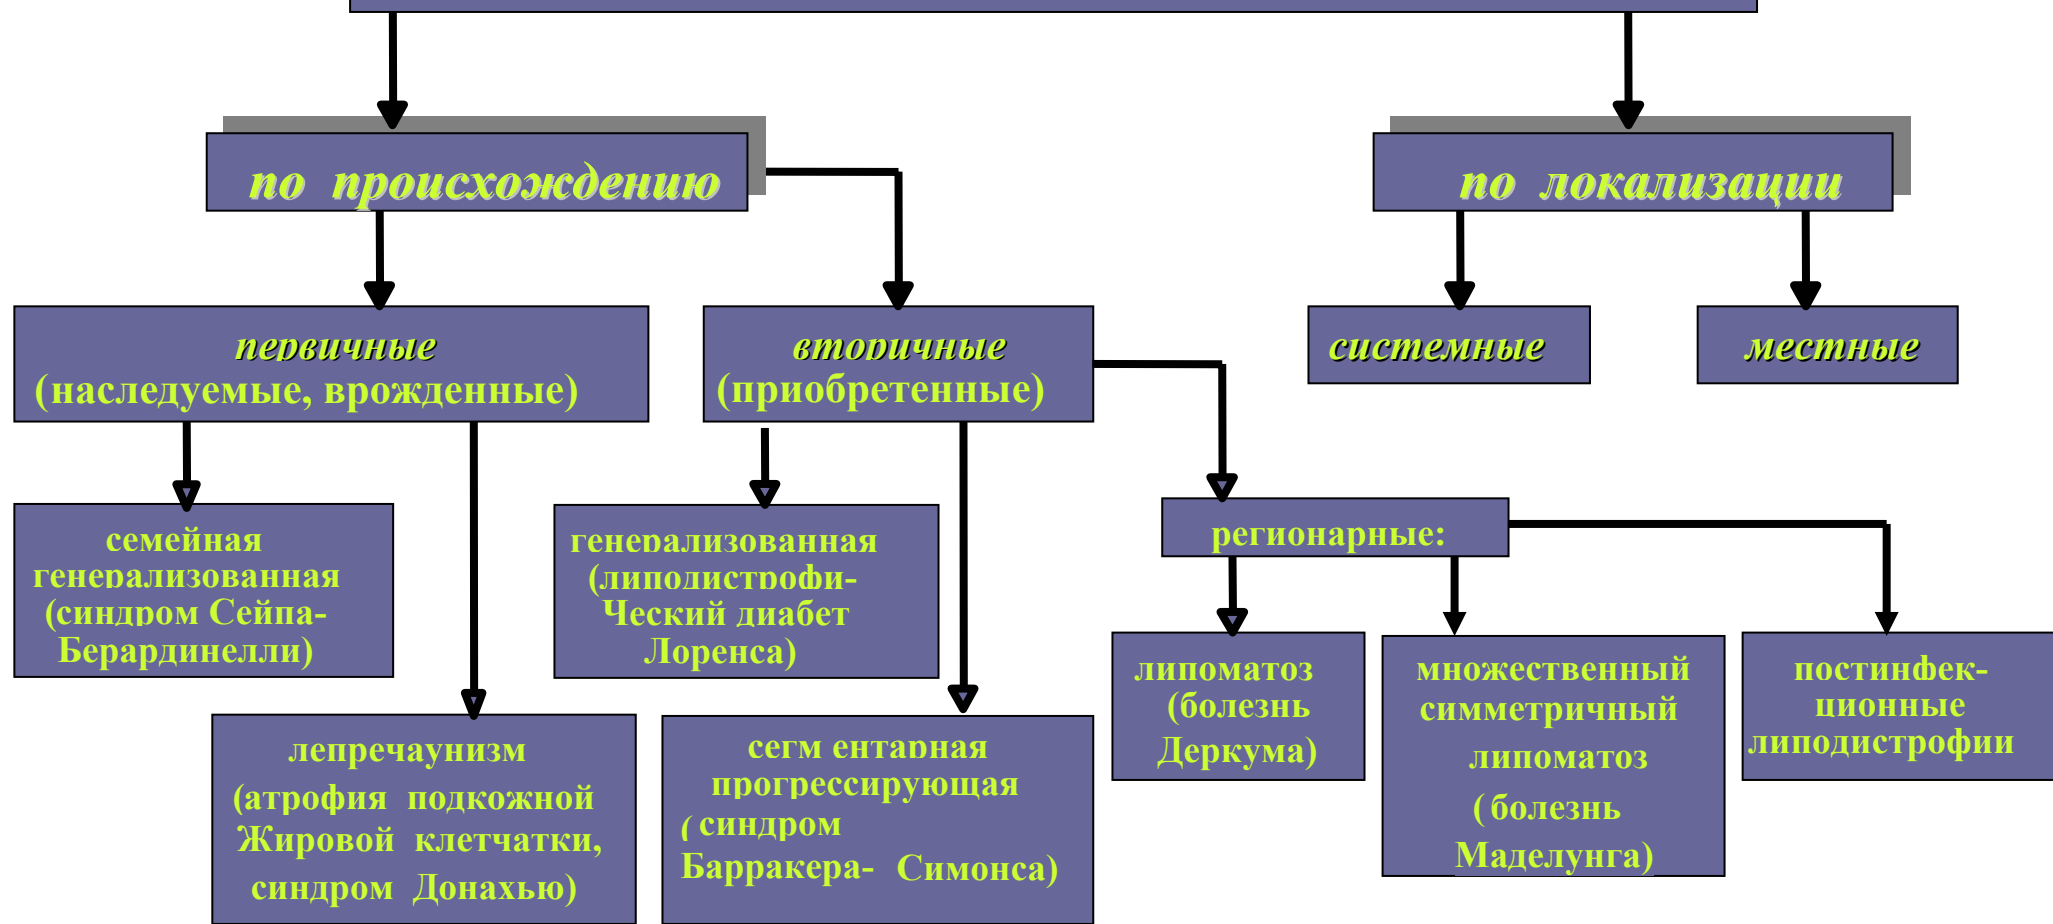 по происхождению
по локализации
первичные
(наследуемые, врожденные)
вторичные
(приобретенные)
системные
местные
семейная
генерализованная
(синдром Сейпа-
Берардинелли)
генерализованная
(липодистрофи-
Ческий диабет
Лоренса)
регионарные:
лепречаунизм
(атрофия подкожной
Жировой клетчатки,
синдром Донахью)
сегм ентарная
прогрессирующая
( синдром
Барракера- Симонса)
липоматоз
(болезнь
Деркума)
множественный
симметричный
липоматоз
( болезнь
Маделунга)
постинфек-
ционные
липодистрофии